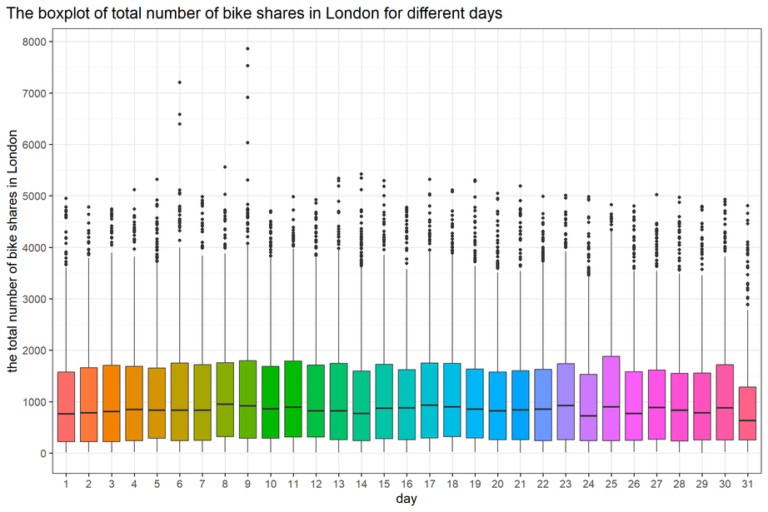 The boxplot of total number of bike shares in London for different days
the total number of bike shares in London
8000
7000
6000
5000
4000
3000
2000
1000
0
1 2 3 4 5 6 7 8 9 10 11 12 13 14 15 16 17 18 19 20 21 22 23 24 25 26 27 28 29 30 31
day